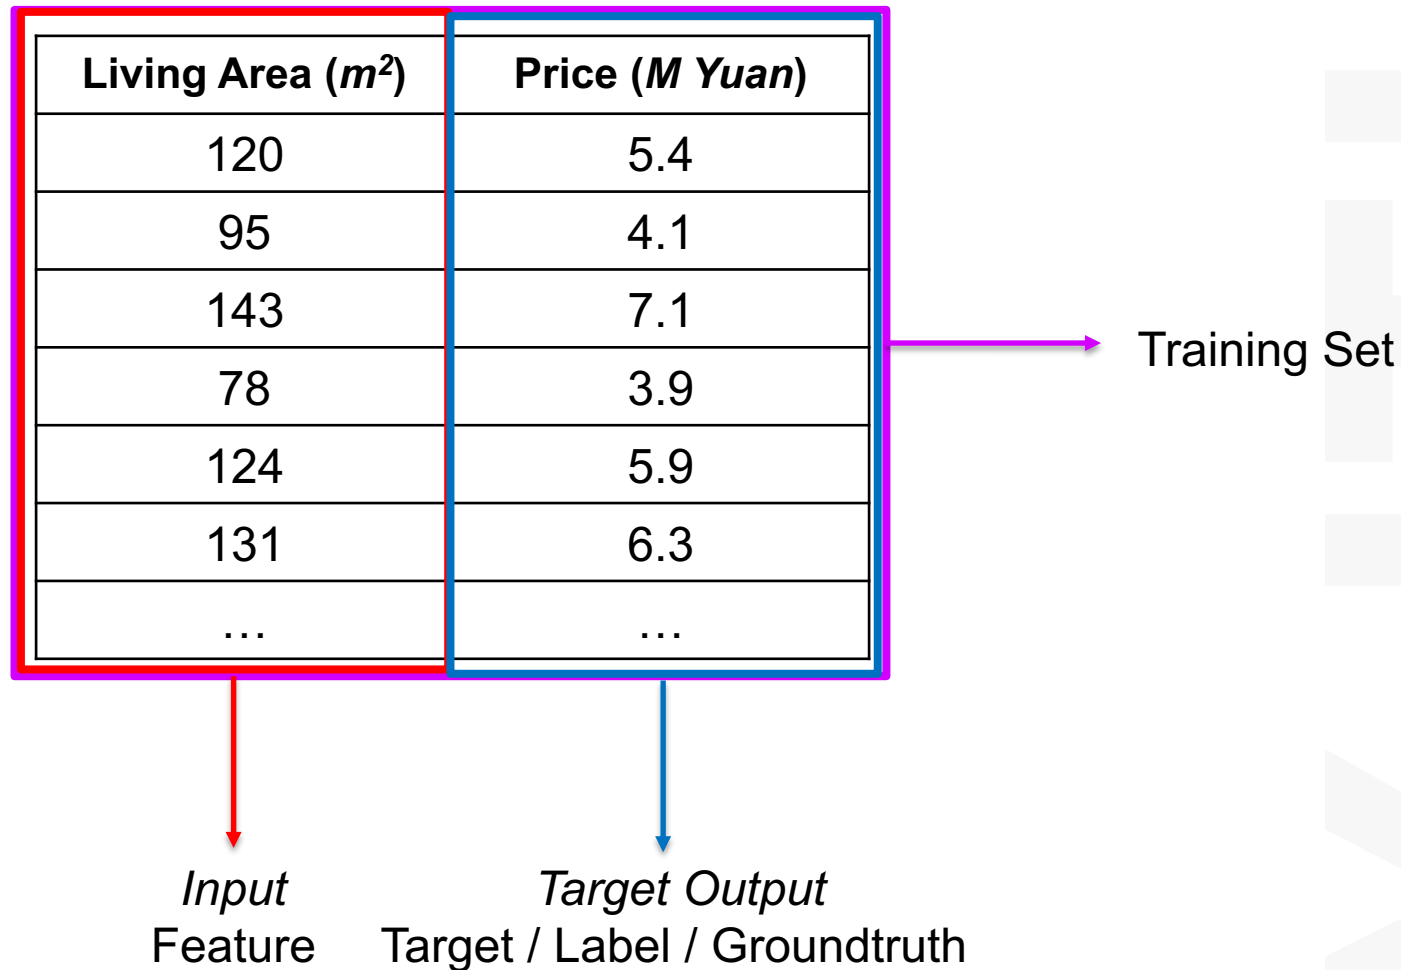 Living Area (m²) Price (M Yuan)
120 5.4
95 4.1
143 7.1
78 3.9
124 5.9
131 6.3
… …
Training Set
Input Target Output
Feature Target / Label / Groundtruth